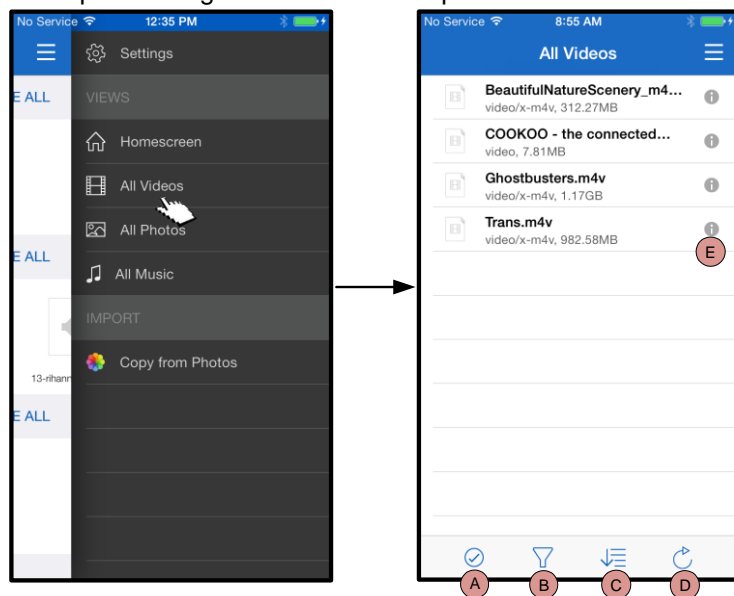 No Service 12:35 PM
Settings
E ALL
VIEWS
Homescreen
All Videos
All Photos
E ALL
All Music
IMPORT
Copy from Photos
13-rihann
E ALL
No Service 8:55 AM
All Videos
BeautifulNatureScenery_m4...
video/x-m4v, 312.27MB
COOKOO - the connected...
video, 7.81MB
Ghostbusters.m4v
video/x-m4v, 1.17GB
Trans.m4v
video/x-m4v, 982.58MB
E
A B C D